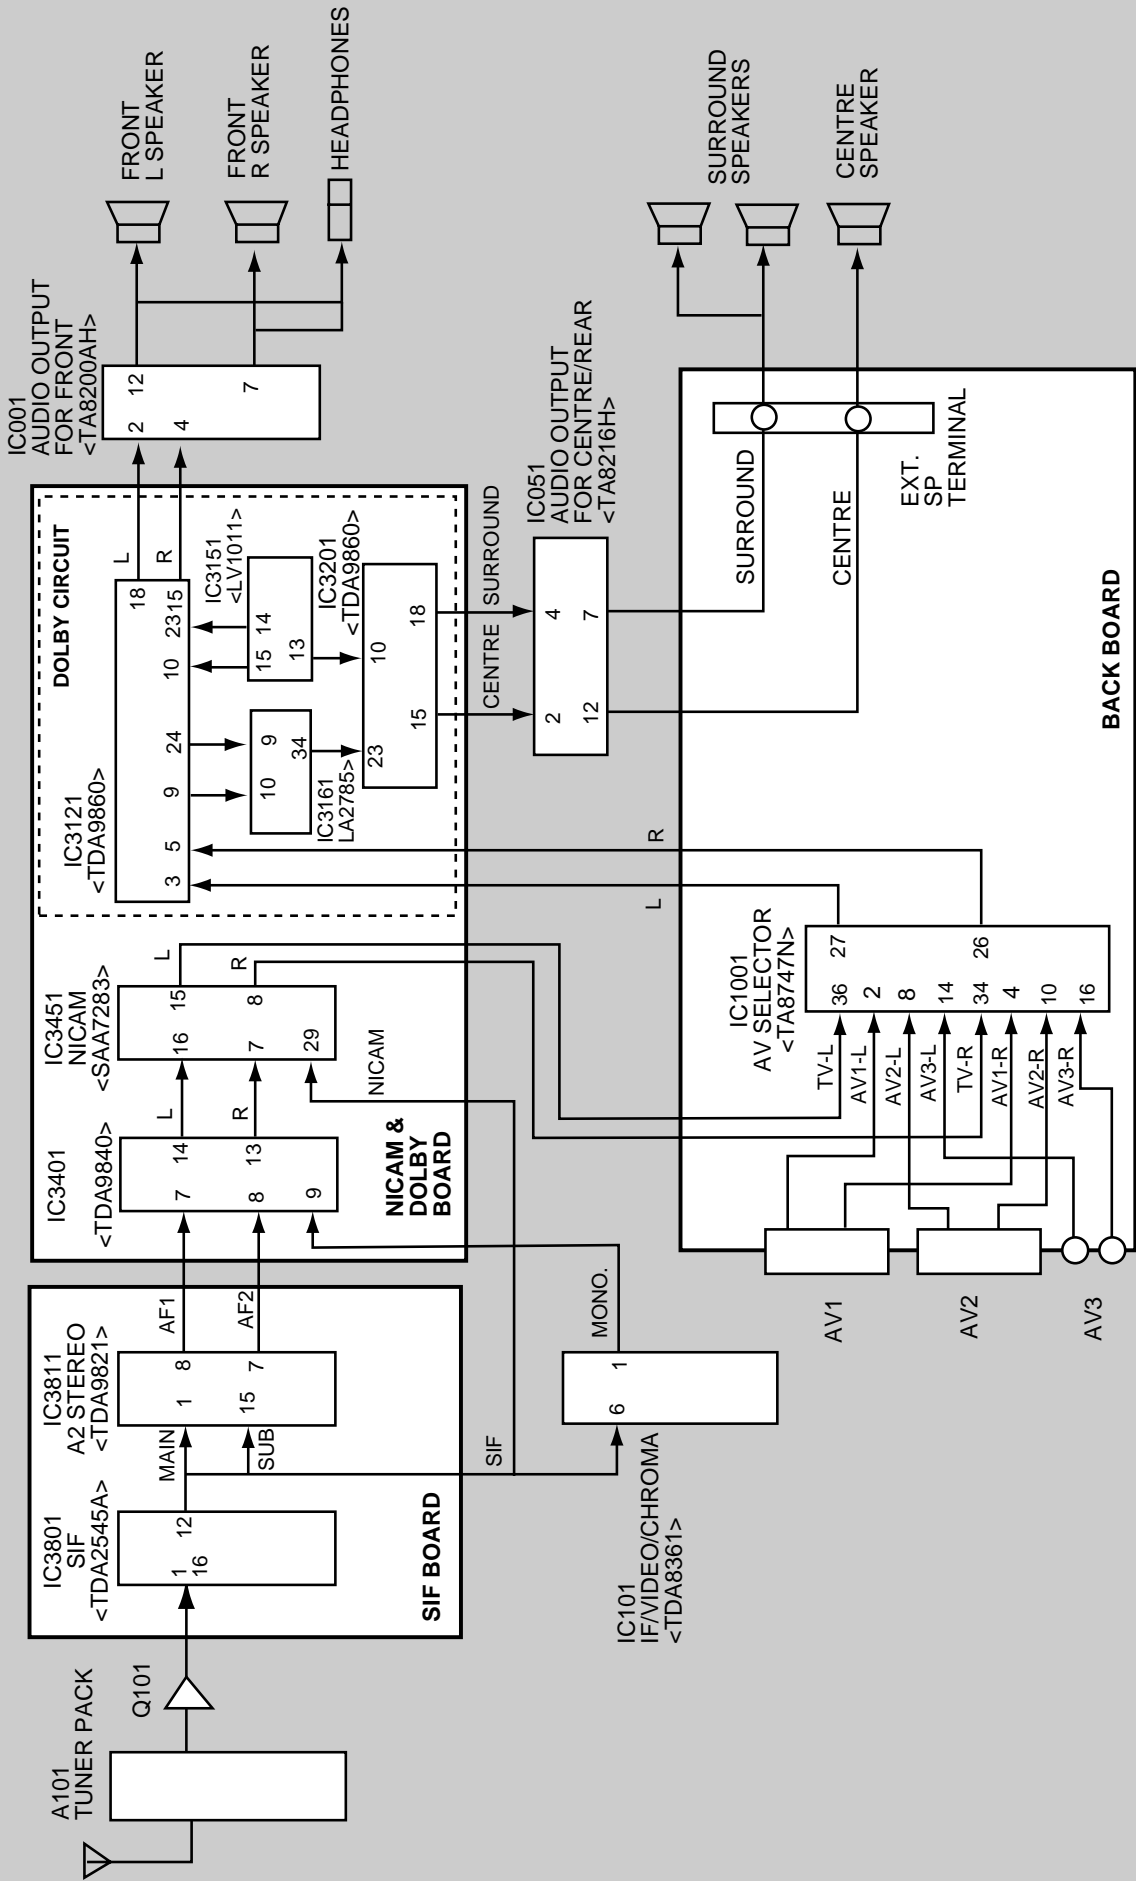 A101
TUNER PACK
Q101
IC3801
SIF
<TDA2545A>
1
16
12
MAIN
SUB
IC3811
A2 STEREO
<TDA9821>
1
8
15
7
AF1
AF2
SIF BOARD
SIF
IC101
IF/VIDEO/CHROMA
<TDA8361>
6
1
MONO.
IC3401
<TDA9840>
7
14
8
13
9
L
R
NICAM &
DOLBY
BOARD
IC3451
NICAM
<SAA7283>
16
15
7
8
29
NICAM
L
R
DOLBY CIRCUIT
IC3121
<TDA9860>
3
5
9
24
10
23
15
18
L
R
10
9
34
IC3161
LA2785>
IC3151
<LV1011>
15
14
13
IC3201
<TDA9860>
23
10
15
18
CENTRE
SURROUND
IC001
AUDIO OUTPUT
FOR FRONT
<TA8200AH>
2
12
4
7
FRONT
L SPEAKER
FRONT
R SPEAKER
HEADPHONES
IC051
AUDIO OUTPUT
FOR CENTRE/REAR
<TA8216H>
2
4
12
7
SURROUND
SPEAKERS
CENTRE
SPEAKER
SURROUND
CENTRE
EXT.
SP
TERMINAL
BACK BOARD
L
R
IC1001
AV SELECTOR
<TA8747N>
36
27
2
8
14
34
26
4
10
16
TV-L
AV1-L
AV2-L
AV3-L
TV-R
AV1-R
AV2-R
AV3-R
AV1
AV2
AV3